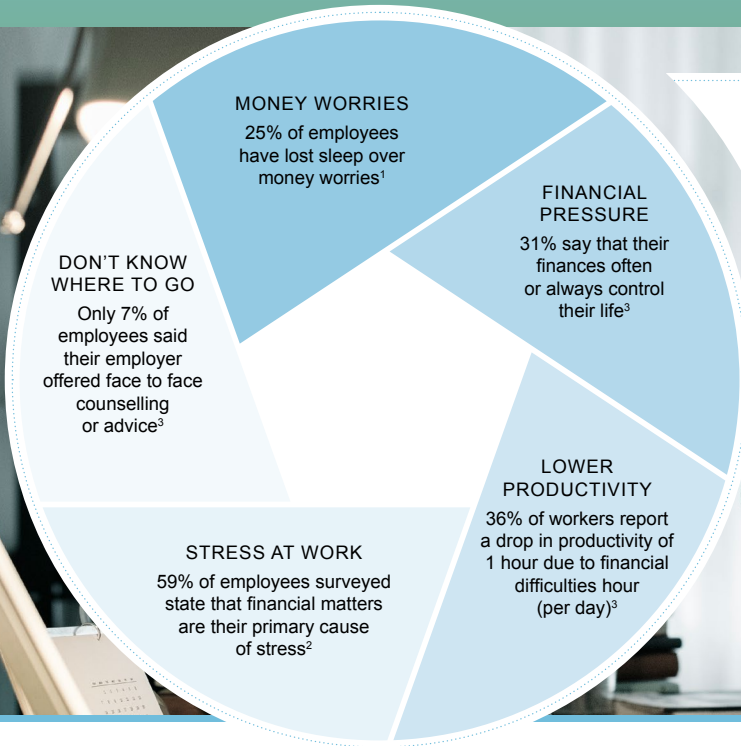 MONEY WORRIES
25% of employees
have lost sleep over
money worries¹
FINANCIAL
PRESSURE
31% say that their
finances often
or always control
their life³
LOWER
PRODUCTIVITY
36% of workers report
a drop in productivity of
1 hour due to financial
difficulties hour
(per day)³
STRESS AT WORK
59% of employees surveyed
state that financial matters
are their primary cause
of stress²
DON'T KNOW
WHERE TO GO
Only 7% of
employees said
their employer
offered face to face
counselling
or advice³